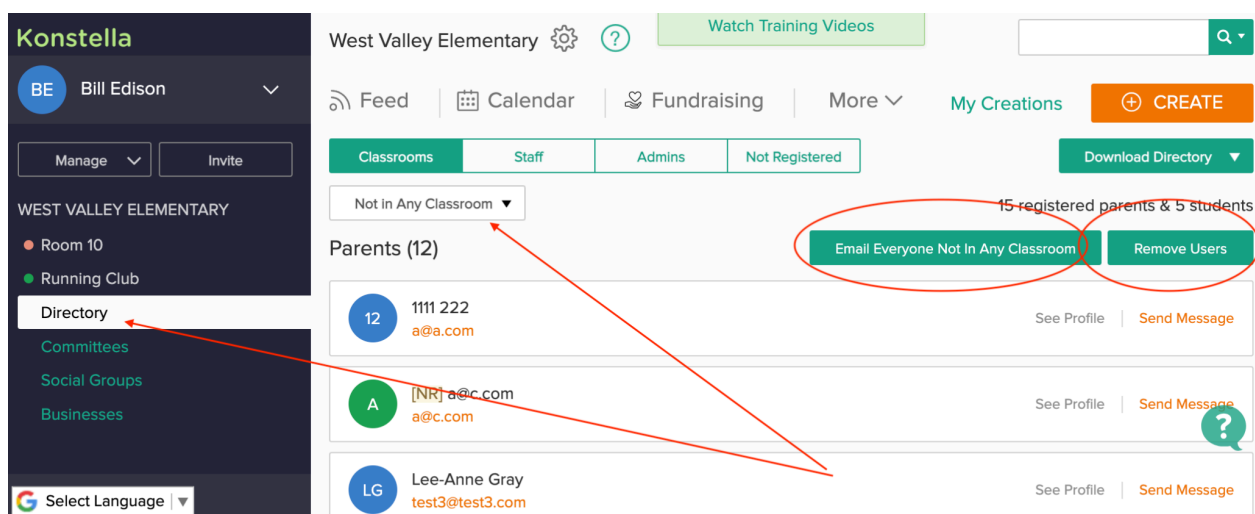 Konstella
BE Bill Edison
Manage Invite
WEST VALLEY ELEMENTARY
Room 10
Running Club
Directory
Committees
Social Groups
Businesses
G Select Language
West Valley Elementary ? Watch Training Videos
Feed Calendar Fundraising More My Creations CREATE
Classrooms Staff Admins Not Registered Download Directory
Not in Any Classroom 15 registered parents & 5 students
Parents (12) Email Everyone Not In Any Classroom Remove Users
12 1111 222
a@a.com
See Profile Send Message
A [NR] a@c.com
a@c.com
See Profile Send Message
?
LG Lee-Anne Gray
test3@test3.com
See Profile Send Message